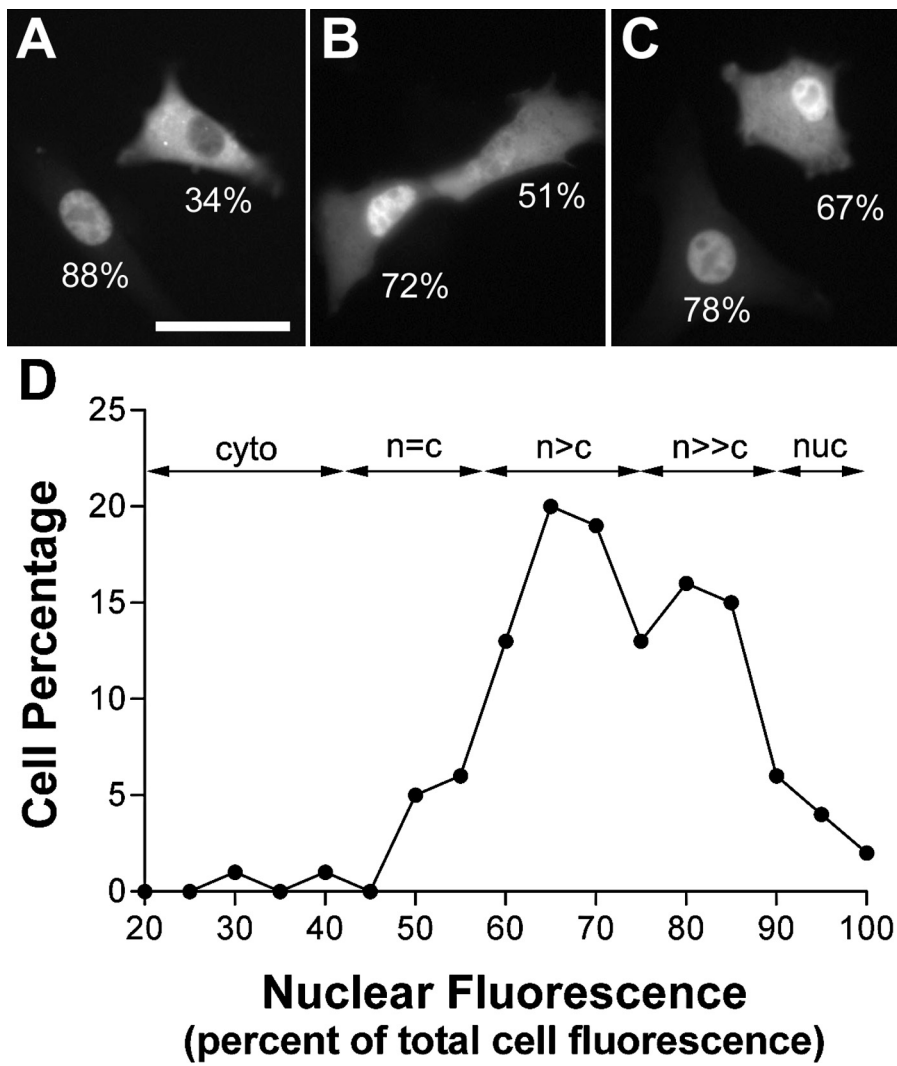 A
B
C
34%
88%
51%
72%
67%
78%
D
25
20
15
10
5
0
cyto
n=c
n>c
n>>c
nuc
20 30 40 50 60 70 80 90 100
Cell Percentage
Nuclear Fluorescence
(percent of total cell fluorescence)